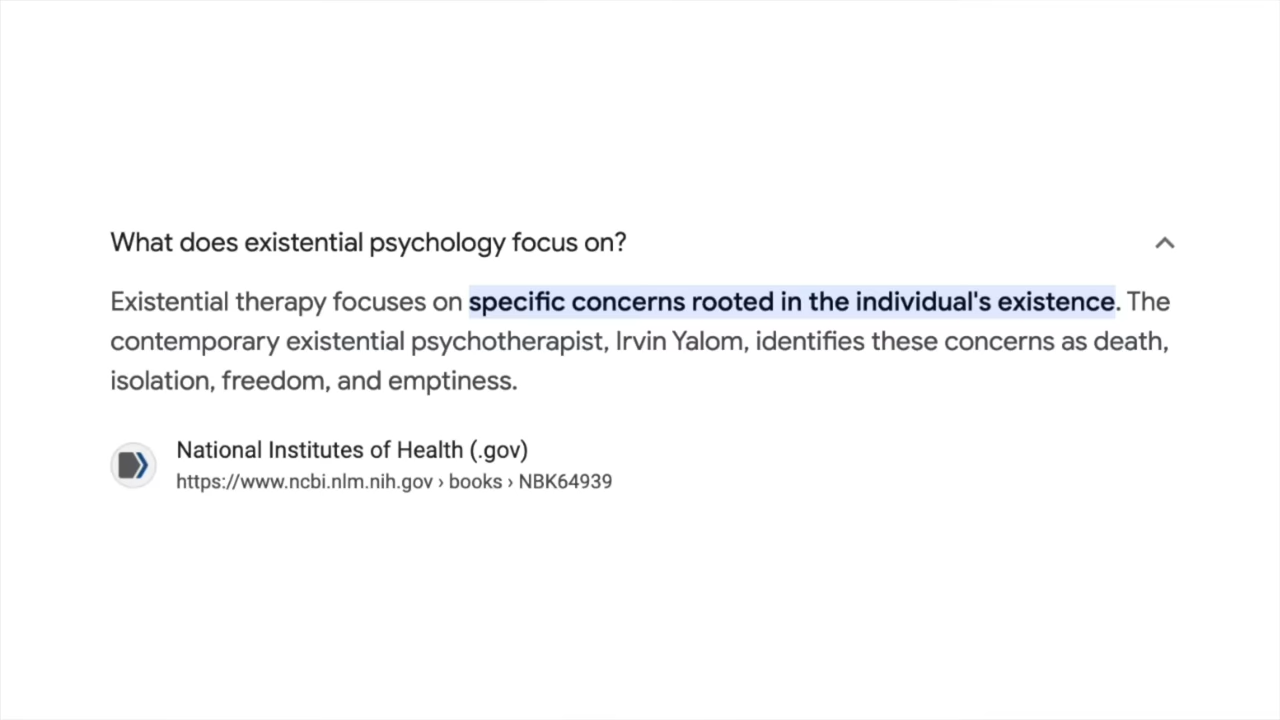 What does existential psychology focus on?
Existential therapy focuses on specific concerns rooted in the individual's existence. The
contemporary existential psychotherapist, Irvin Yalom, identifies these concerns as death,
isolation, freedom, and emptiness.
National Institutes of Health (.gov)
https://www.ncbi.nlm.nih.gov › books › NBK64939